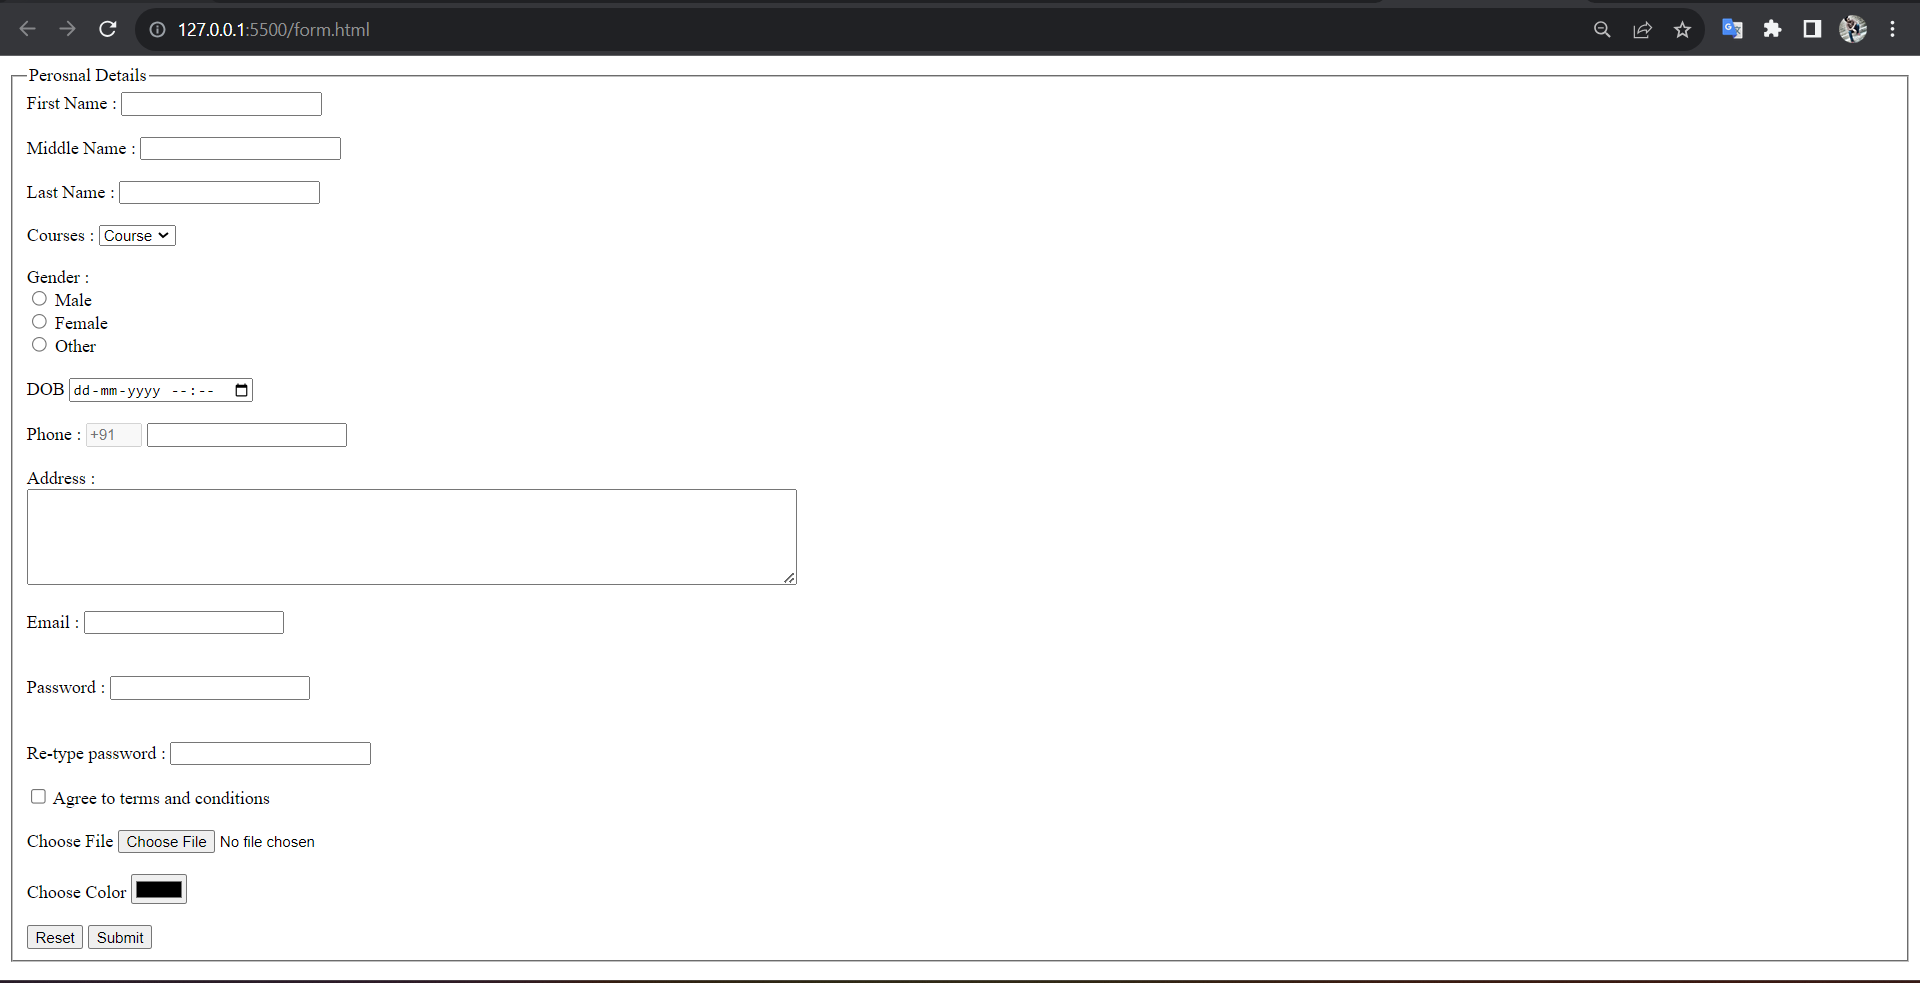 127.0.0.1:5500/form.html
Perosnal Details
First Name :
Middle Name :
Last Name :
Courses : Course
Gender :
Male
Female
Other
DOB dd-mm-yyyy --:--
Phone : +91
Address :
Email :
Password :
Re-type password :
Agree to terms and conditions
Choose File Choose File No file chosen
Choose Color
Reset Submit